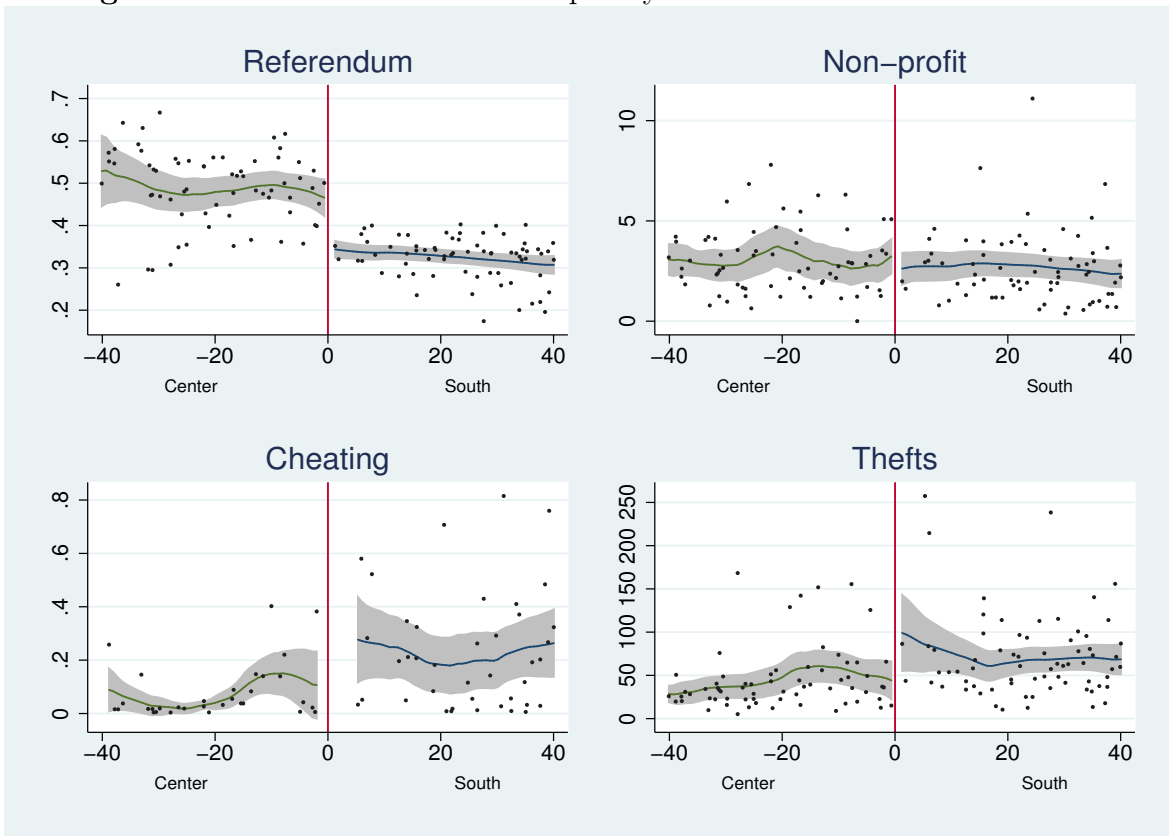 Referendum Non−profit
.7
.6 10
.5
.4 5
.3
.2 0
−40 −20 0 20 40 −40 −20 0 20 40
Center South Center South
Cheating Thefts
.8 250
.6 200
150
.4 100
.2 50
0 0
−40 −20 0 20 40 −40 −20 0 20 40
Center South Center South